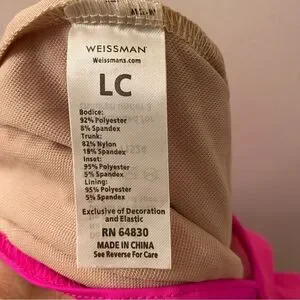 WEISSMAN
Weissmans.com
LC
Bodice:
92% Polyester
8% Spandex
Trunk:
82% Nylon
18% Spandex
Inset:
95% Polyester
5% Spandex
Lining:
95% Polyester
5% Spandex
Exclusive of Decoration
and Elastic
RN 64830
MADE IN CHINA
See Reverse For Care